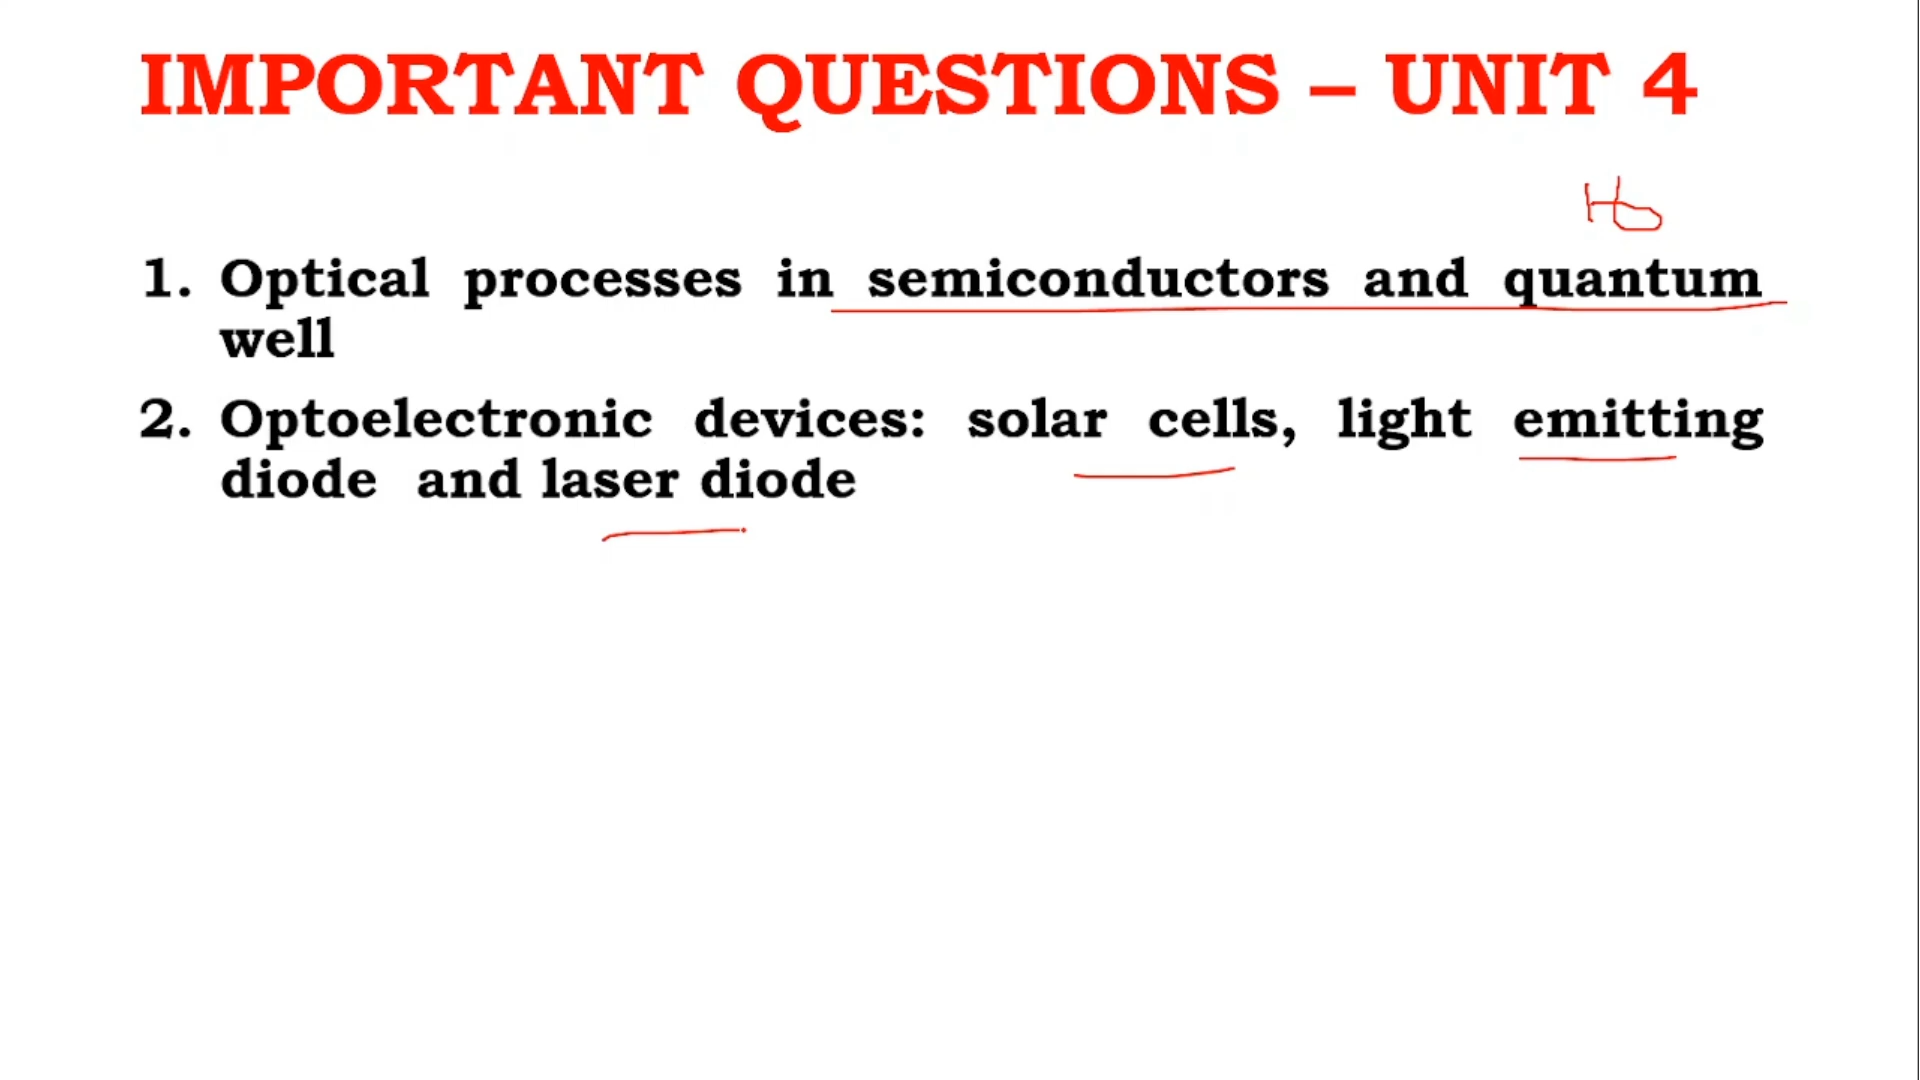 IMPORTANT QUESTIONS – UNIT 4
1. Optical processes in semiconductors and quantum
well
2. Optoelectronic devices: solar cells, light emitting
diode and laser diode